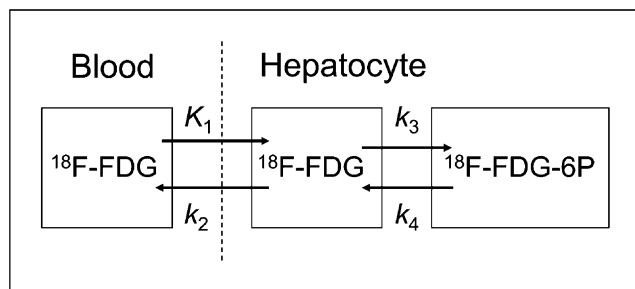 Blood Hepatocyte
K₁ k₃
¹⁸F-FDG ¹⁸F-FDG ¹⁸F-FDG-6P
k₂ k₄